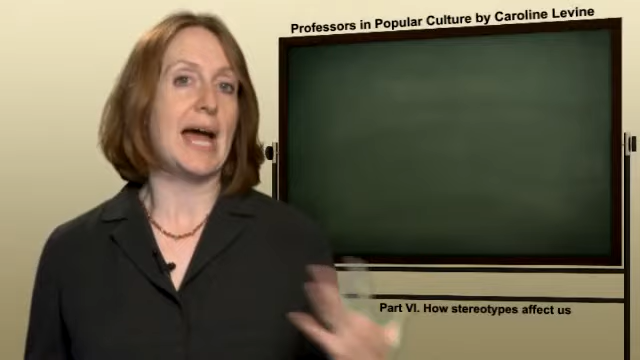 Professors in Popular Culture by Caroline Levine
Part VI. How stereotypes affect us